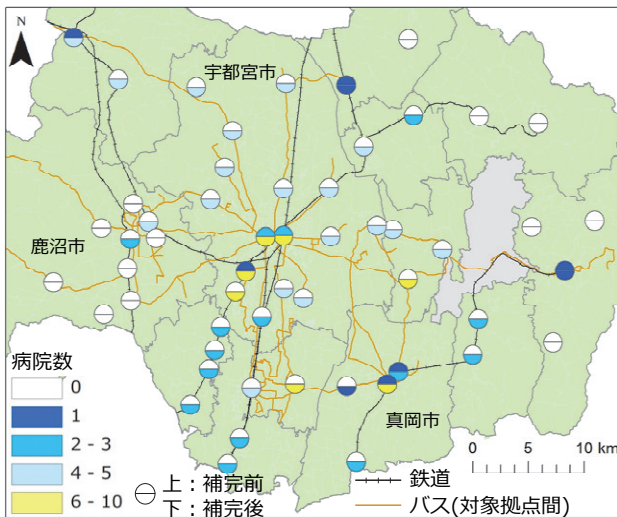 N
宇都宮市
鹿沼市
真岡市
病院数
0
1
2 - 3
4 - 5
6 - 10
上：補完前
下：補完後
鉄道
バス(対象拠点間)
0 5 10 km